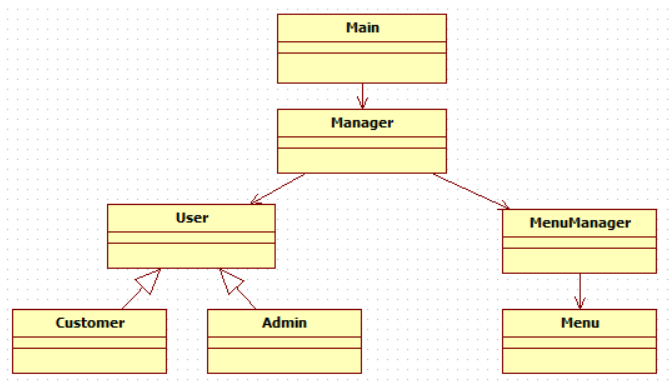 Main
Manager
User
MenuManager
Customer
Admin
Menu